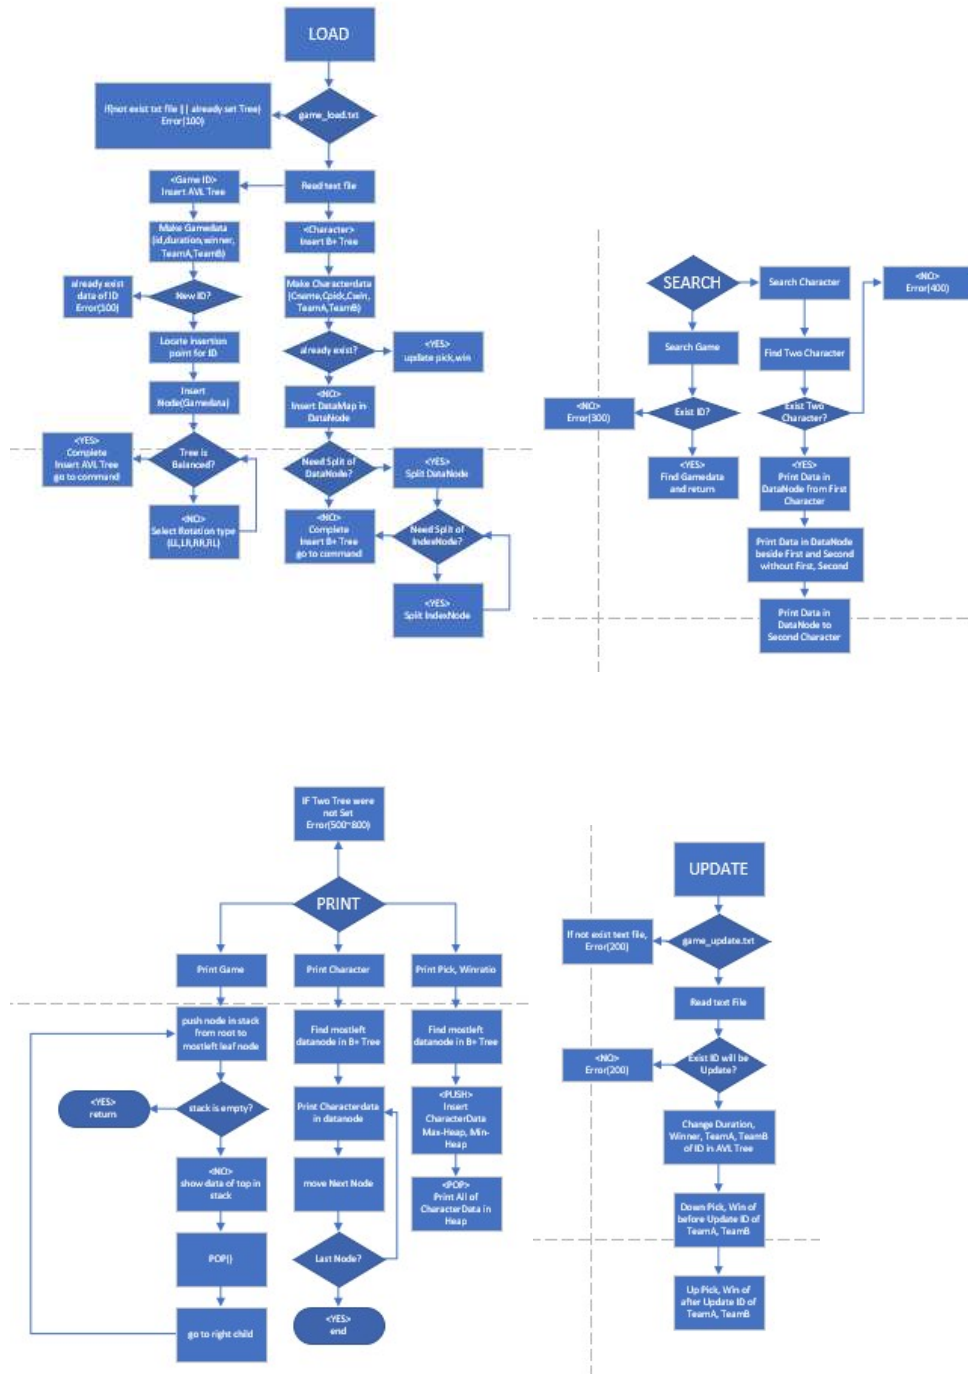 LOAD
if(not exist txt file || already set Tree)
Error(100)
game_load.txt
<Game ID>
Insert AVL Tree
Read text file
Make Gamedata
(id,duration,winner,
TeamA,TeamB)
<Character>
Insert B+ Tree
already exist
data of ID
Error(100)
New ID?
Make Characterdata
(Cname,Cpick,Cwin,
TeamA,TeamB)
Locate insertion
point for ID
already exist?
<YES>
update pick,win
Insert
Node(Gamedata)
<NO>
Insert DataMap in
DataNode
<YES>
Complete
Insert AVL Tree
go to command
Tree is
Balanced?
Need Split of
DataNode?
<YES>
Split DataNode
<NO>
Select Rotation type
(LL,LR,RR,RL)
<NO>
Complete
Insert B+ Tree
go to command
Need Split of
IndexNode?
<YES>
Split IndexNode
SEARCH
Search Character
<NO>
Error(400)
Search Game
Find Two Character
<NO>
Error(300)
Exist ID?
Exist Two
Character?
<YES>
Find Gamedata
and return
<YES>
Print Data in
DataNode from First
Character
Print Data in DataNode
beside First and Second
without First, Second
Print Data in
DataNode to
Second Character
IF Two Tree were
not Set
Error(500~800)
PRINT
Print Game
Print Character
Print Pick, Winratio
push node in stack
from root to
mostleft leaf node
Find mostleft
datanode in B+ Tree
Find mostleft
datanode in B+ Tree
<YES>
return
stack is empty?
Print Characterdata
in datanode
<PUSH>
Insert
CharacterData
Max-Heap, Min-
Heap
<NO>
show data of top in
stack
move Next Node
<POP>
Print All of
CharacterData in
Heap
POP()
Last Node?
go to right child
<YES>
end
UPDATE
If not exist text file,
Error(200)
game_update.txt
Read text File
<NO>
Error(200)
Exist ID will be
Update?
Change Duration,
Winner, TeamA, TeamB
of ID in AVL Tree
Down Pick, Win of
before Update ID of
TeamA, TeamB
Up Pick, Win of
after Update ID of
TeamA, TeamB